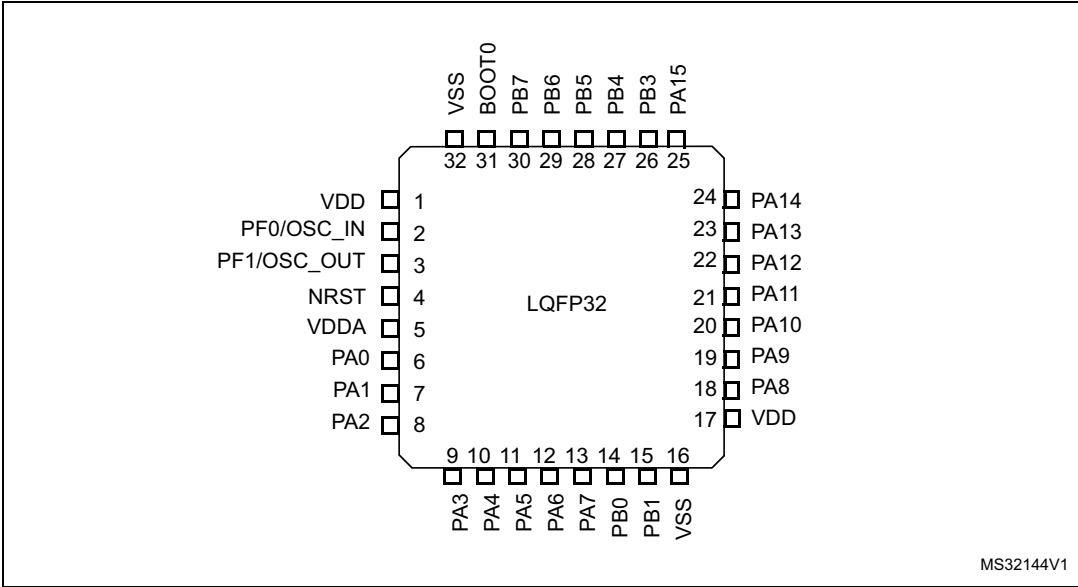 VSS BOOT0 PB7 PB6 PB5 PB4 PB3 PA15
32 31 30 29 28 27 26 25
VDD 1 24 PA14
PF0/OSC_IN 2 23 PA13
PF1/OSC_OUT 3 22 PA12
NRST 4 LQFP32 21 PA11
VDDA 5 20 PA10
PA0 6 19 PA9
PA1 7 18 PA8
PA2 8 17 VDD
9 10 11 12 13 14 15 16
PA3 PA4 PA5 PA6 PA7 PB0 PB1 VSS
MS32144V1